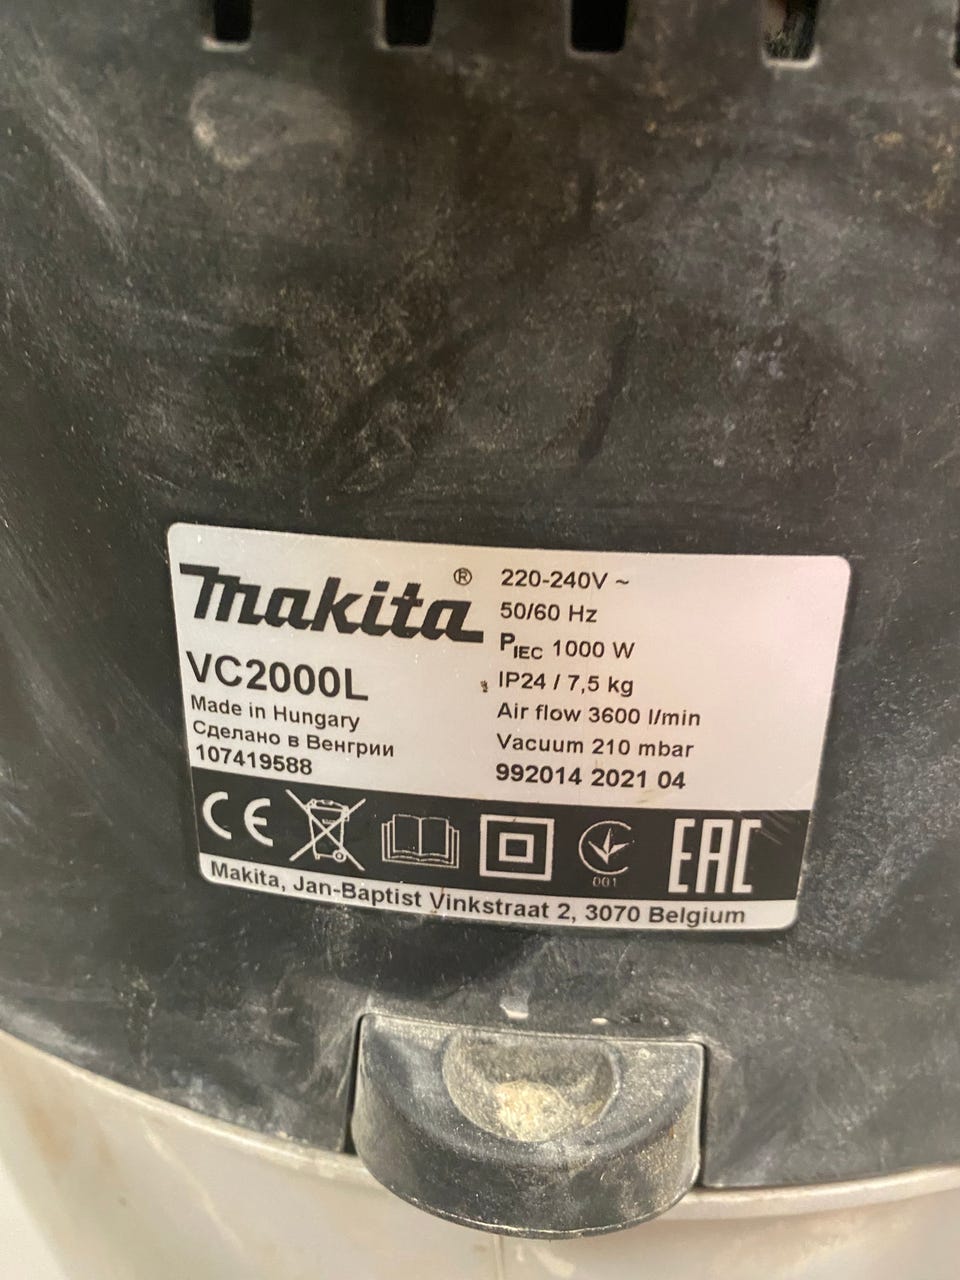 makita®
VC2000L
Made in Hungary
Сделано в Венгрии
107419588
220-240V ~
50/60 Hz
PIEC 1000 W
IP24 / 7,5 kg
Air flow 3600 l/min
Vacuum 210 mbar
992014 2021 04
CE
001
EAC
Makita, Jan-Baptist Vinkstraat 2, 3070 Belgium